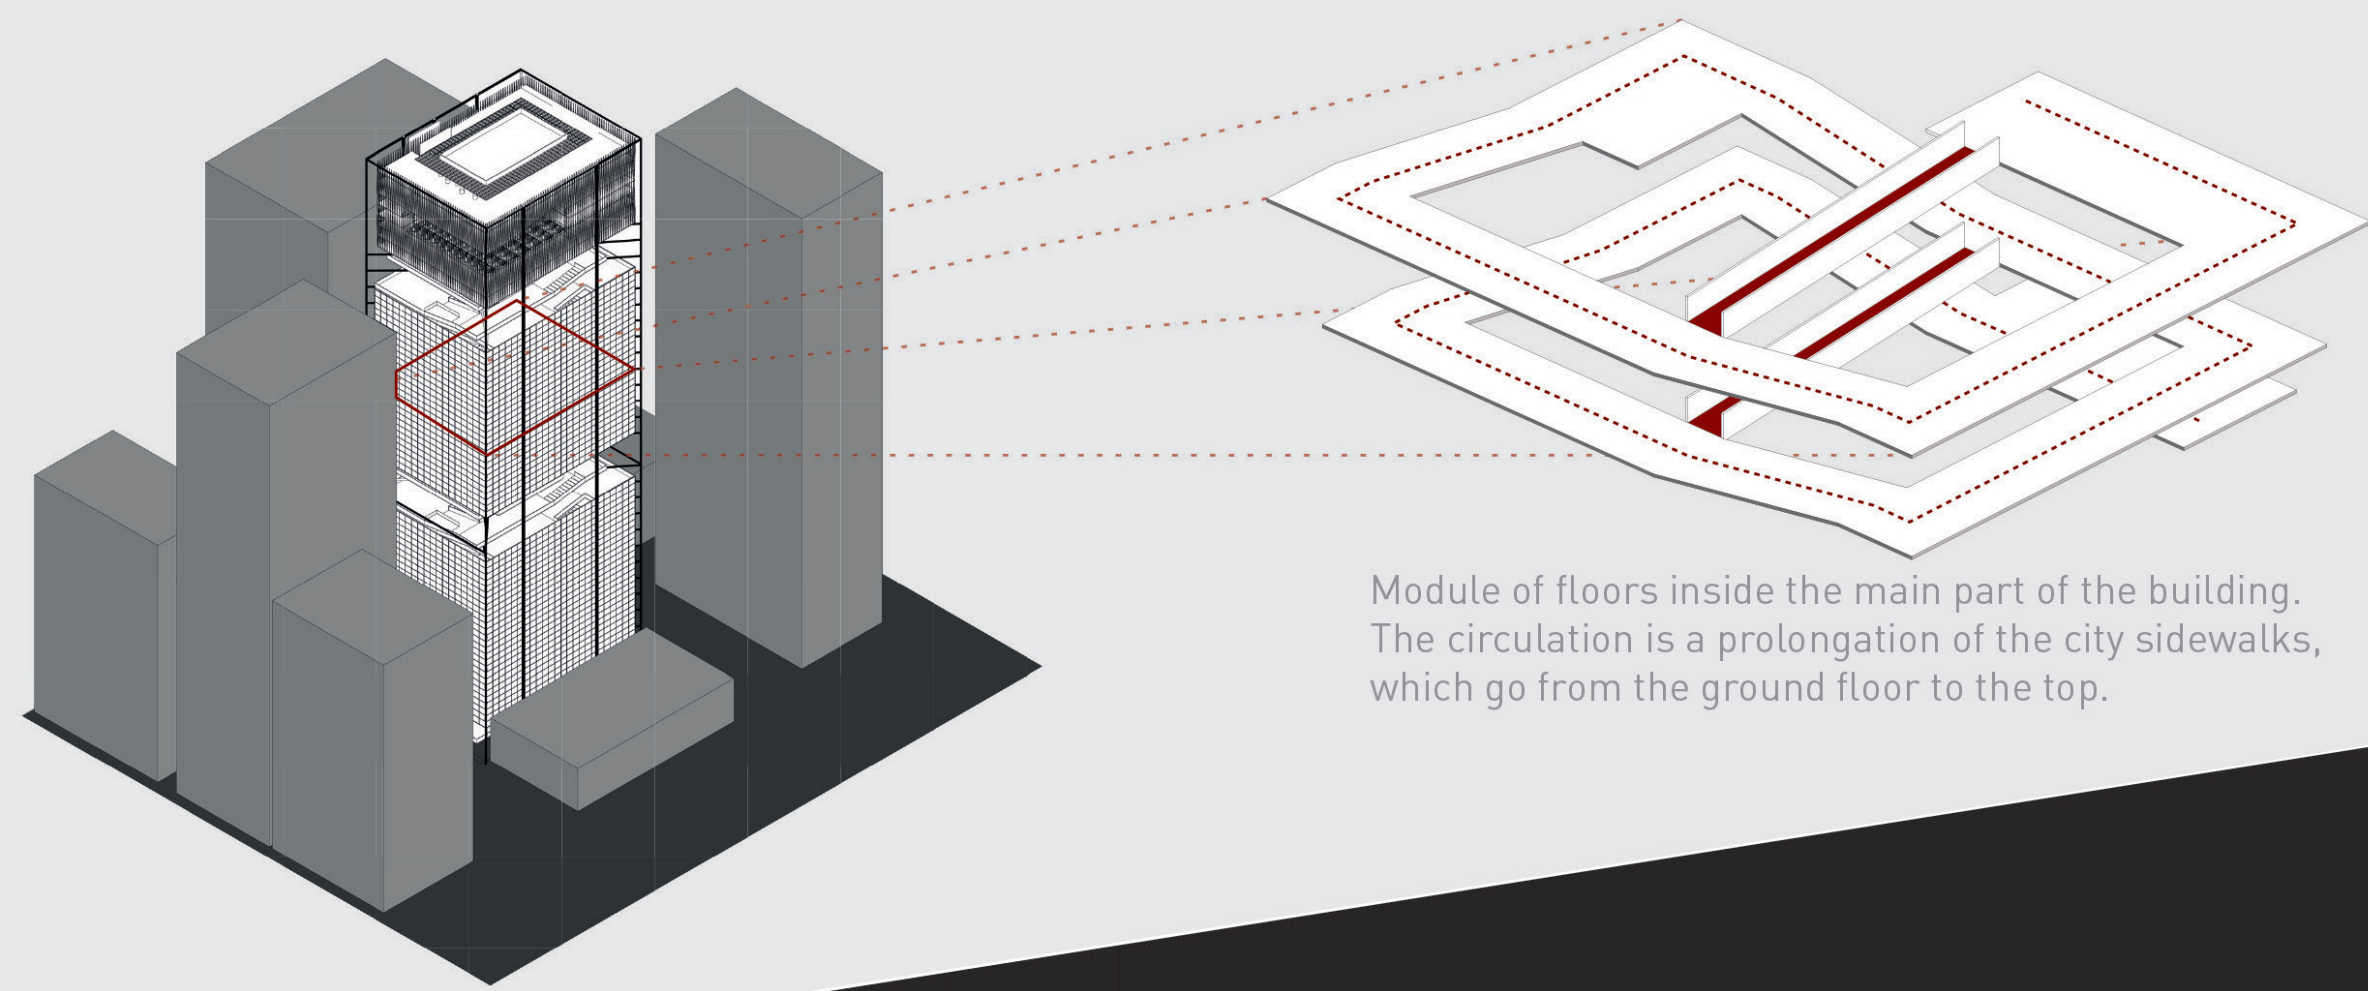 Module of floors inside the main part of the building.
The circulation is a prolongation of the city sidewalks,
which go from the ground floor to the top.